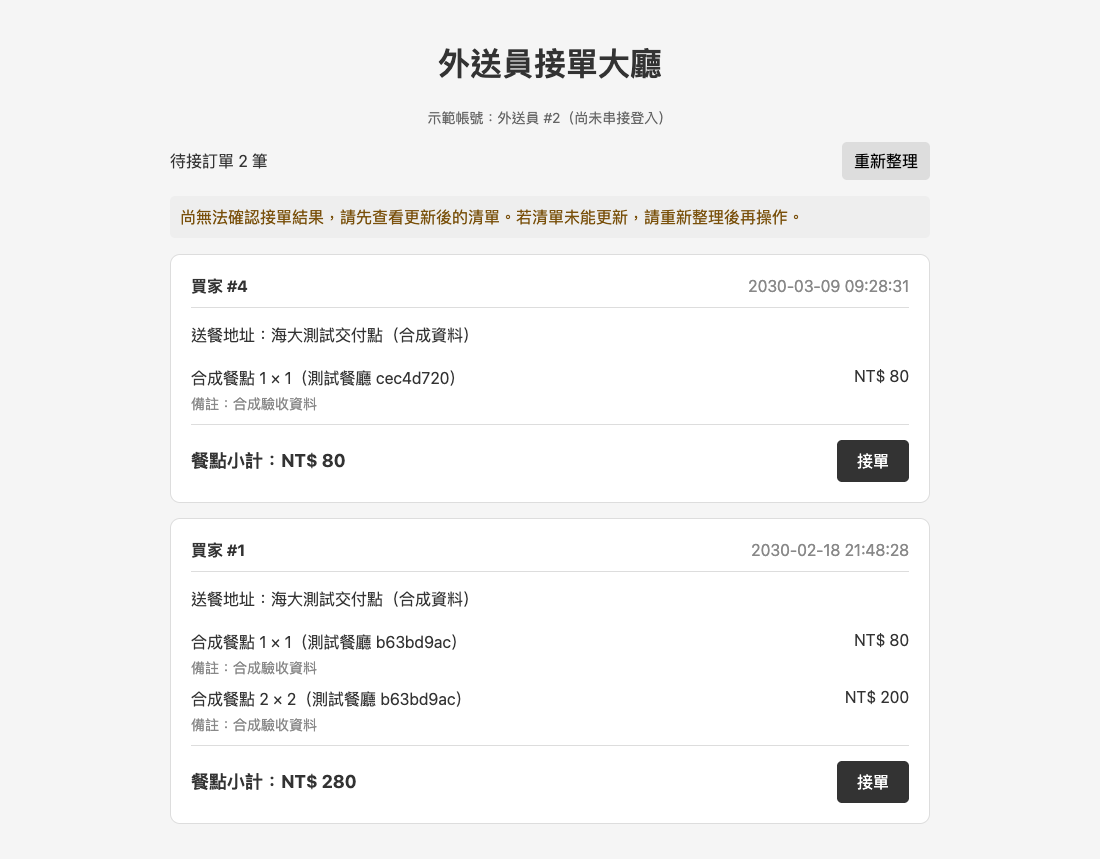 外送員接單大廳
示範帳號：外送員 #2（尚未串接登入）
待接訂單 2 筆
重新整理
尚無法確認接單結果，請先查看更新後的清單。若清單未能更新，請重新整理後再操作。
買家 #4
2030-03-09 09:28:31
送餐地址：海大測試交付點（合成資料）
合成餐點 1 × 1（測試餐廳 cec4d720）
NT$ 80
備註：合成驗收資料
餐點小計：NT$ 80
接單
買家 #1
2030-02-18 21:48:28
送餐地址：海大測試交付點（合成資料）
合成餐點 1 × 1（測試餐廳 b63bd9ac）
NT$ 80
備註：合成驗收資料
合成餐點 2 × 2（測試餐廳 b63bd9ac）
NT$ 200
備註：合成驗收資料
餐點小計：NT$ 280
接單